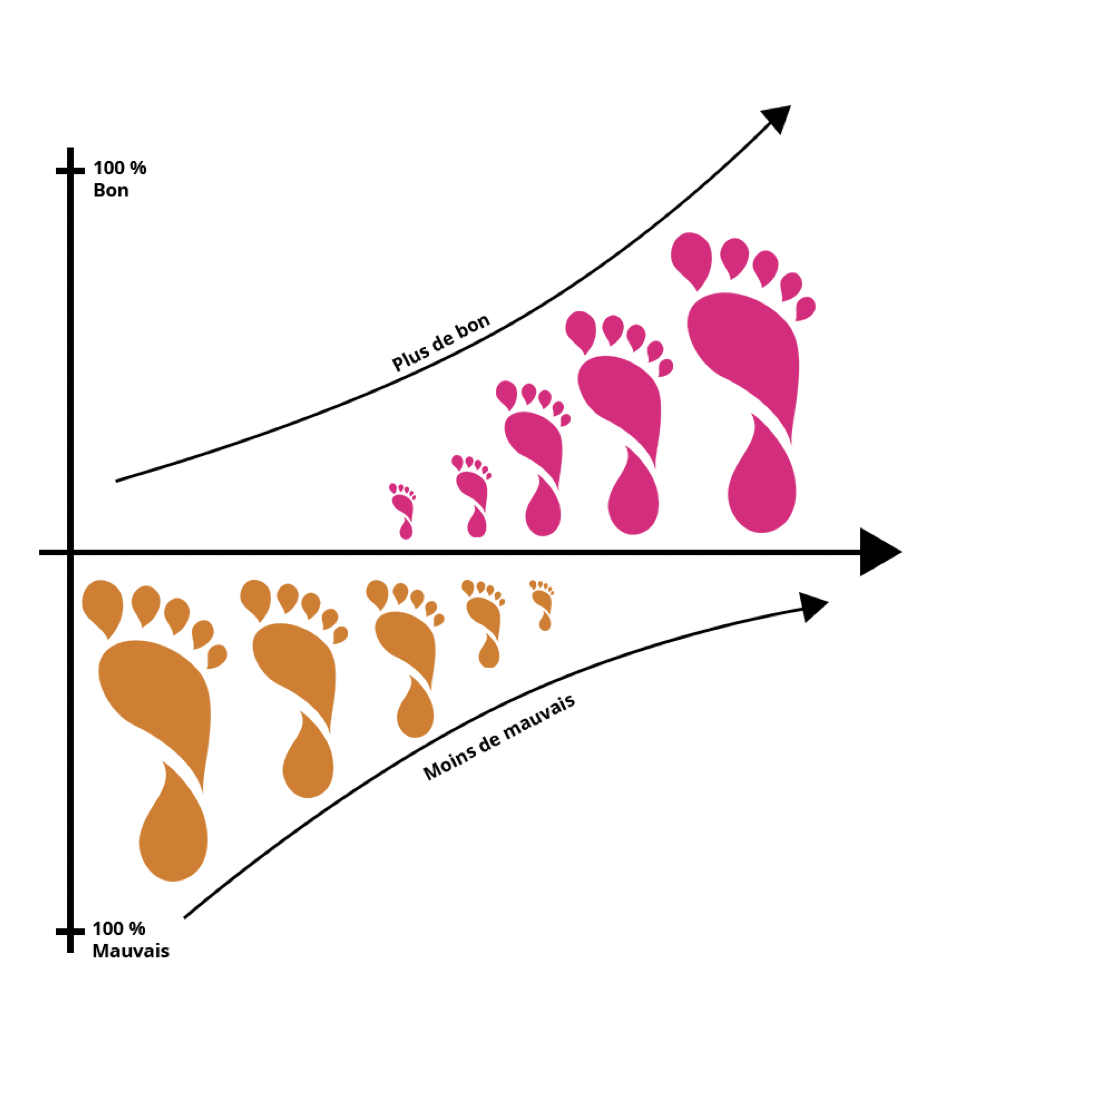 100 %
Bon
Plus de bon
Moins de mauvais
100 %
Mauvais